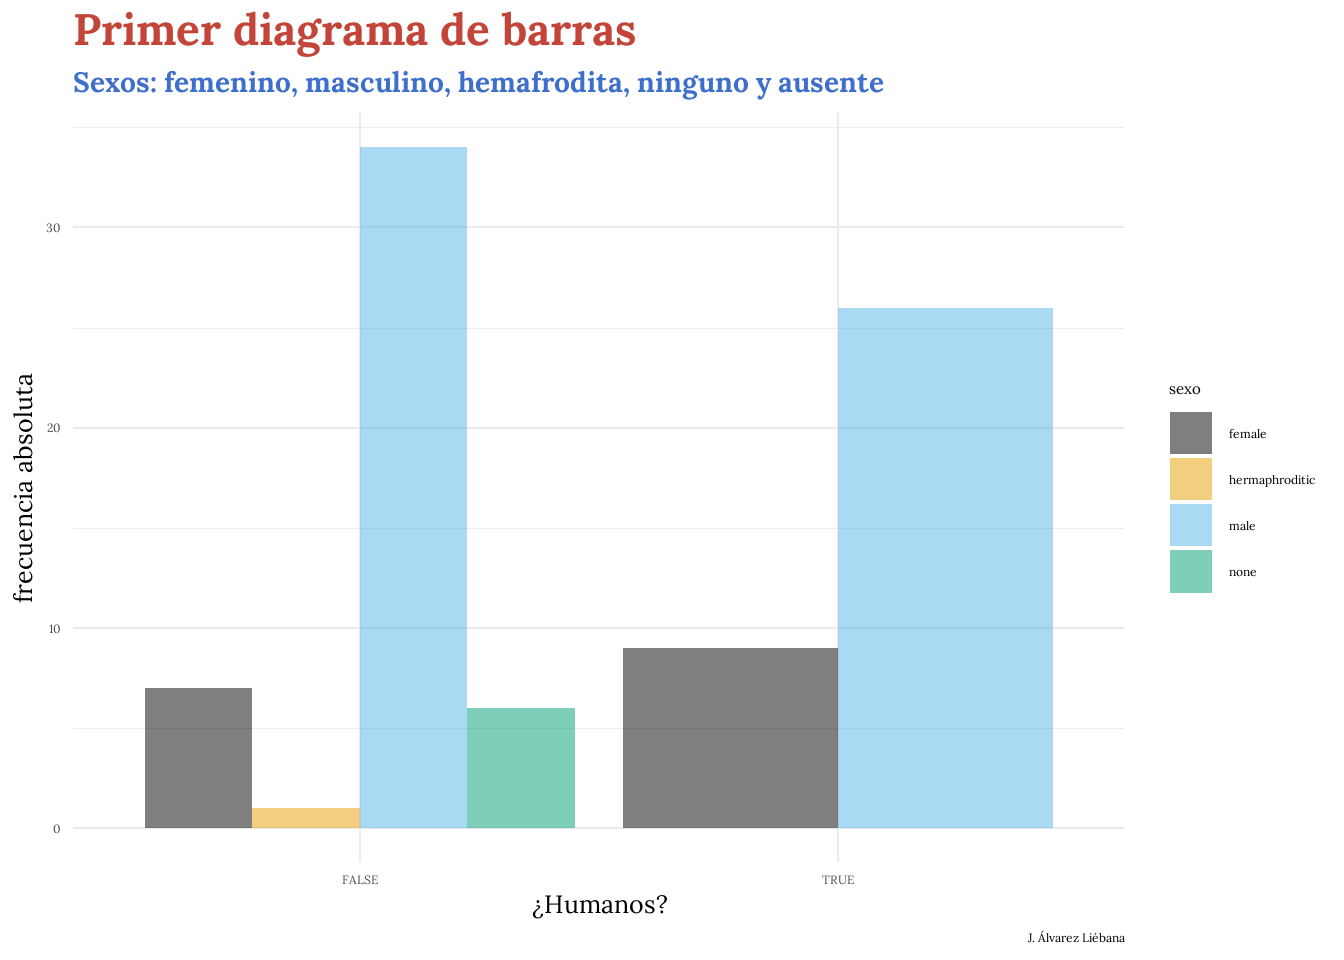 Primer diagrama de barras
Sexos: femenino, masculino, hemafrodita, ninguno y ausente
frecuencia absoluta
30
20
10
0
FALSE
TRUE
¿Humanos?
sexo
female
hermaphroditic
male
none
J. Álvarez Liébana